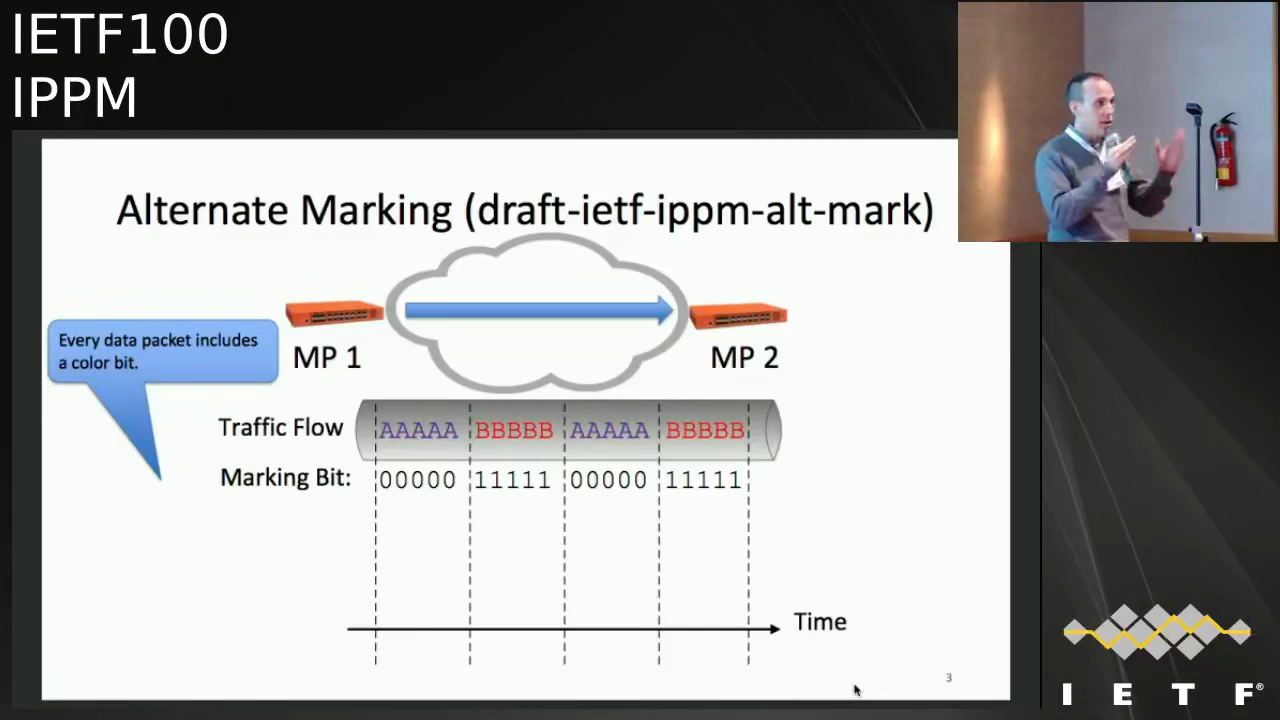 IETF100
IPPM
Alternate Marking (draft-ietf-ippm-alt-mark)
Every data packet includes
a color bit.
MP 1
MP 2
Traffic Flow AAAAA BBBBB AAAAA BBBBB
Marking Bit: 00000 11111 00000 11111
Time
3
I E T F®